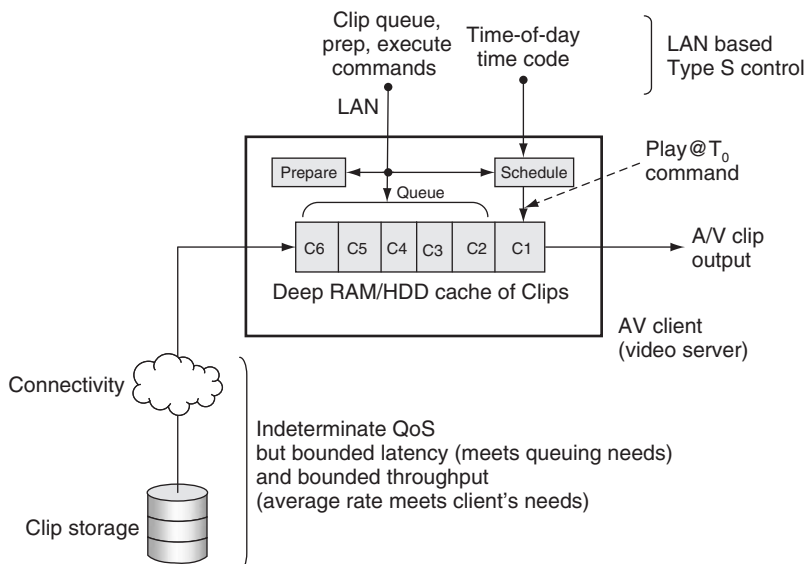 Clip queue,
prep, execute
commands
Time-of-day
time code
LAN based
Type S control
LAN
Prepare
Schedule
Play@T₀
command
Queue
C6
C5
C4
C3
C2
C1
A/V clip
output
Deep RAM/HDD cache of Clips
AV client
(video server)
Connectivity
Indeterminate QoS
but bounded latency (meets queuing needs)
and bounded throughput
(average rate meets client's needs)
Clip storage